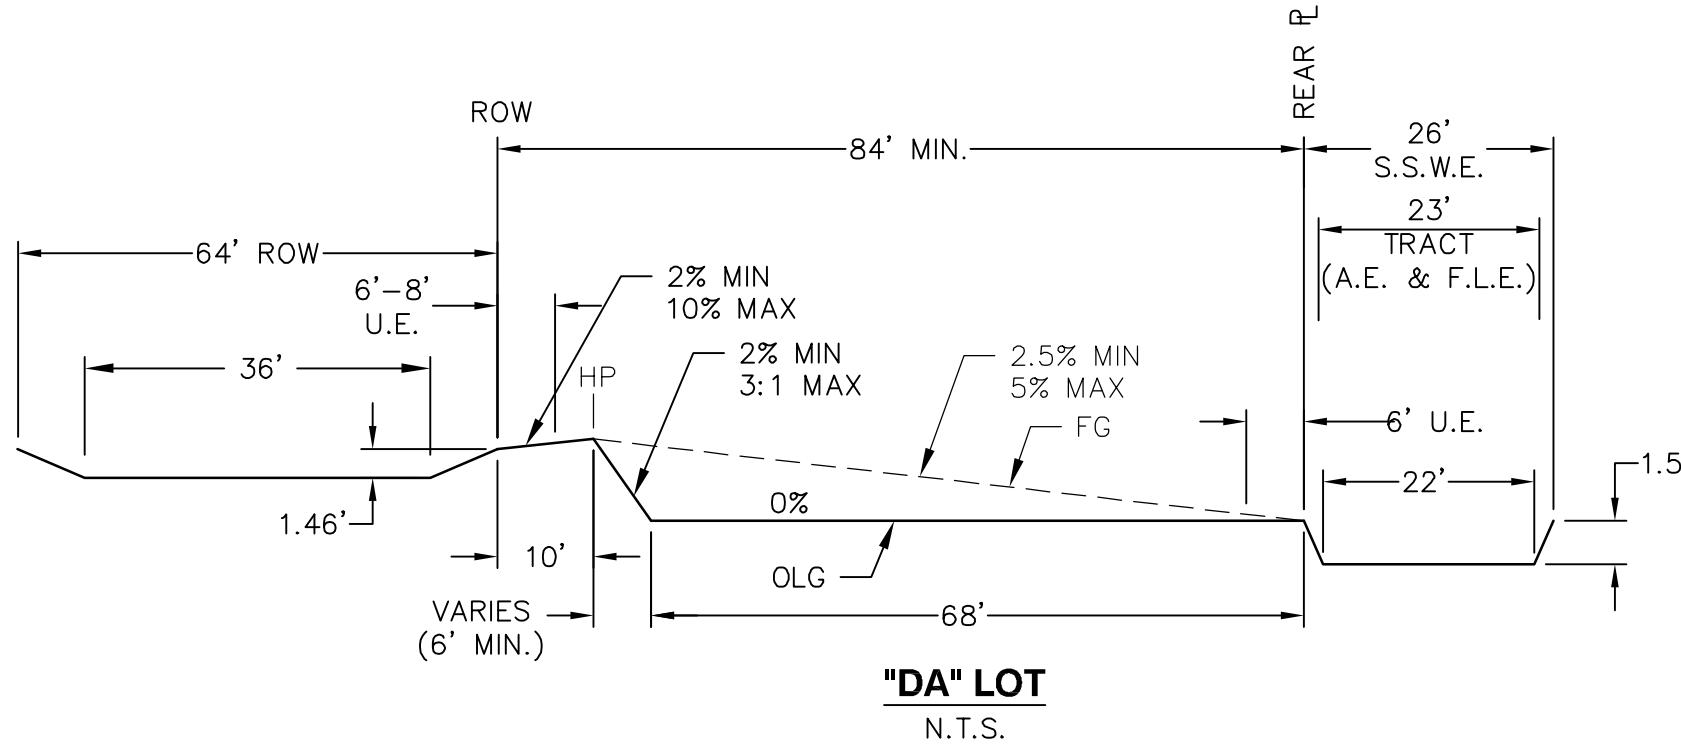 REAR PL
ROW
84' MIN.
26'
S.S.W.E.
23'
TRACT
(A.E. & F.L.E.)
64' ROW
6'-8'
U.E.
2% MIN
10% MAX
36'
HP
2% MIN
3:1 MAX
2.5% MIN
5% MAX
FG
6' U.E.
1.5
22'
0%
1.46'
10'
OLG
VARIES
(6' MIN.)
68'
"DA" LOT
N.T.S.